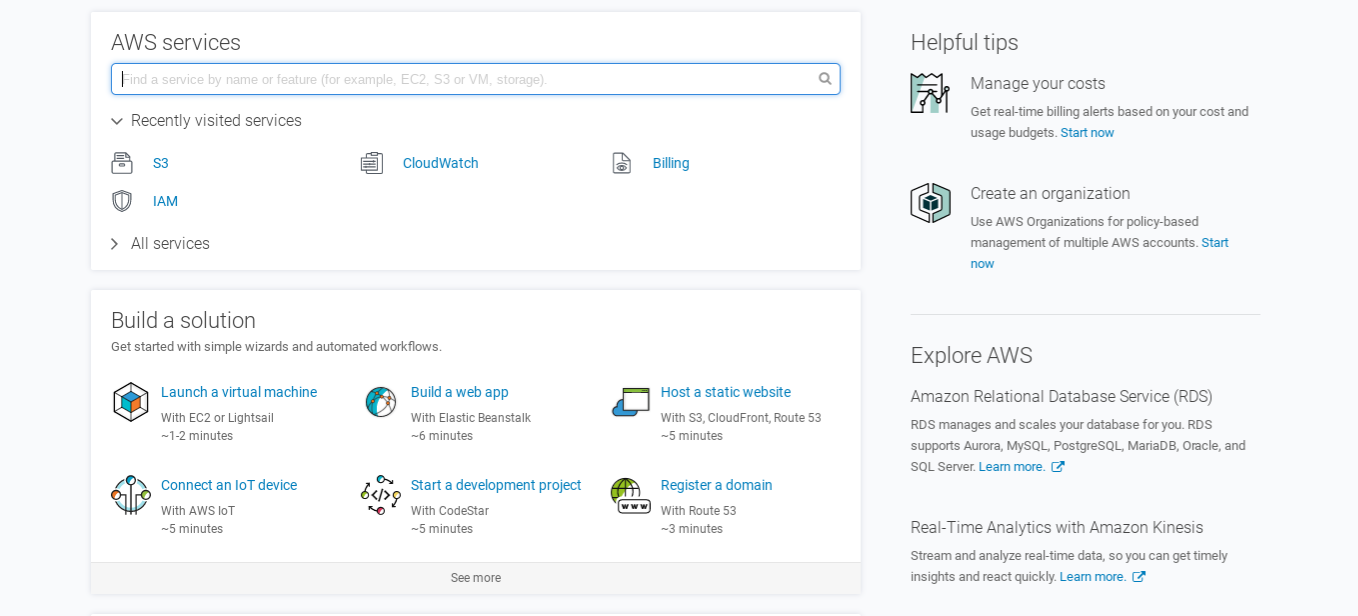 AWS services
Find a service by name or feature (for example, EC2, S3 or VM, storage).
Recently visited services
S3
CloudWatch
Billing
IAM
All services
Build a solution
Get started with simple wizards and automated workflows.
Launch a virtual machine
With EC2 or Lightsail
~1-2 minutes
Build a web app
With Elastic Beanstalk
~6 minutes
Host a static website
With S3, CloudFront, Route 53
~5 minutes
Connect an IoT device
With AWS IoT
~5 minutes
Start a development project
With CodeStar
~5 minutes
www
Register a domain
With Route 53
~3 minutes
See more
Helpful tips
Manage your costs
Get real-time billing alerts based on your cost and
usage budgets. Start now
Create an organization
Use AWS Organizations for policy-based
management of multiple AWS accounts. Start
now
Explore AWS
Amazon Relational Database Service (RDS)
RDS manages and scales your database for you. RDS
supports Aurora, MySQL, PostgreSQL, MariaDB, Oracle, and
SQL Server. Learn more.
Real-Time Analytics with Amazon Kinesis
Stream and analyze real-time data, so you can get timely
insights and react quickly. Learn more.